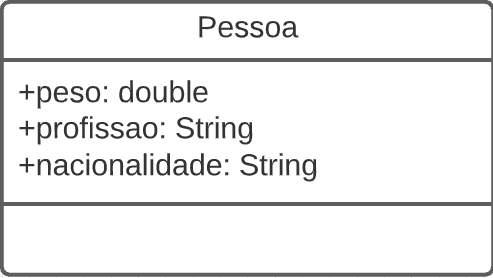 Pessoa
+peso: double
+profissao: String
+nacionalidade: String